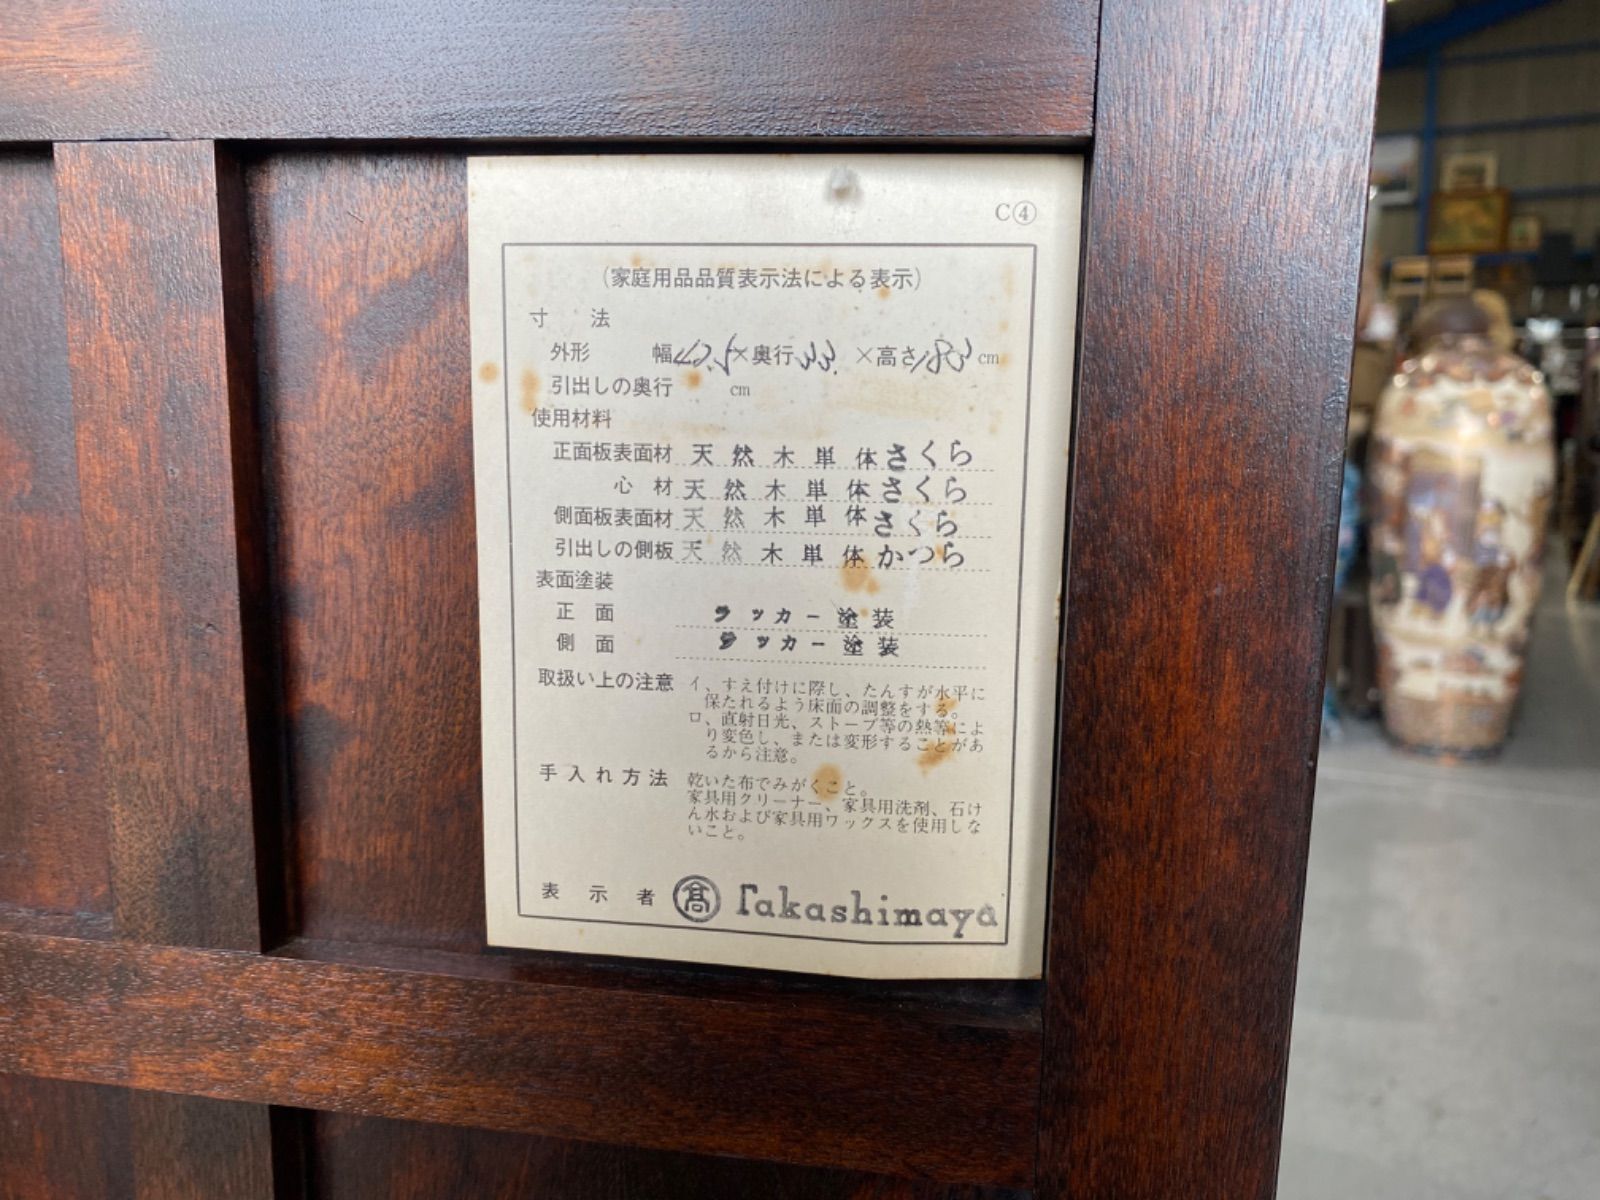 C④
(家庭用品品質表示法による表示)
寸 法
外形 幅 42.5 × 奥行 33. × 高さ 183 cm
引出しの奥行 cm
使用材料
正面板表面材 天然木単体さくら
心材 天然木単体さくら
側面板表面材 天然木単体さくら
引出しの側板 天然木単体かつら
表面塗装
正面 ラッカー塗装
側面 ラッカー塗装
取扱い上の注意 イ、すえ付けに際し、たんすが水平に
保たれるよう床面の調整をする。
ロ、直射日光、ストーブ等の熱等によ
り変色し、または変形することがあ
るから注意。
手入れ方法 乾いた布でみがくこと。
家具用クリーナー、家具用洗剤、石け
ん水および家具用ワックスを使用しな
いこと。
表示者 髙 Takashimaya